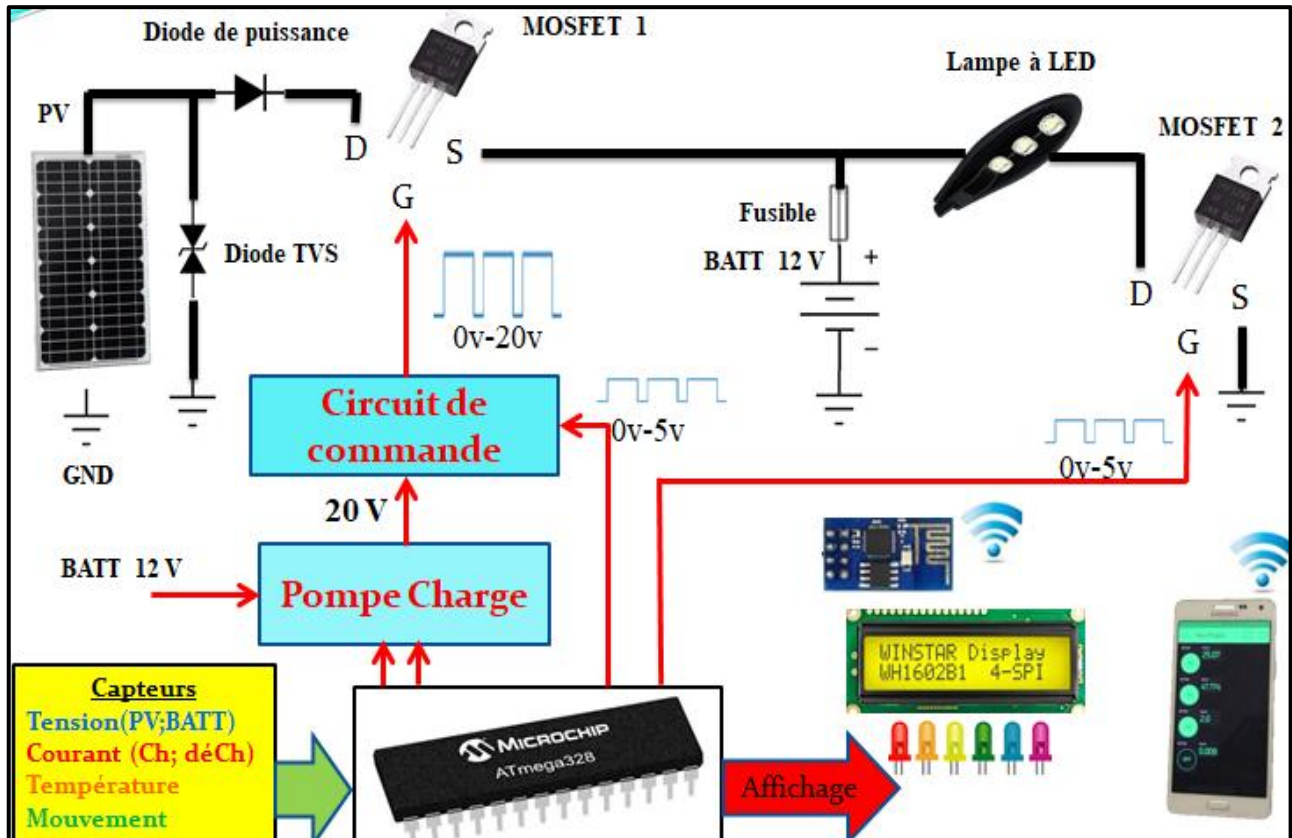 Diode de puissance
MOSFET 1
Lampe à LED
PV
MOSFET 2
D
S
G
Fusible
Diode TVS
BATT 12 V
+
−
D
S
G
0v-20v
Circuit de
commande
0v-5v
0v-5v
GND
20 V
BATT 12 V
Pompe Charge
WINSTAR Display
WH1602B1 4-SPI
Capteurs
Tension(PV;BATT)
Courant (Ch; déCh)
Température
Mouvement
MICROCHIP
ATmega328
Affichage